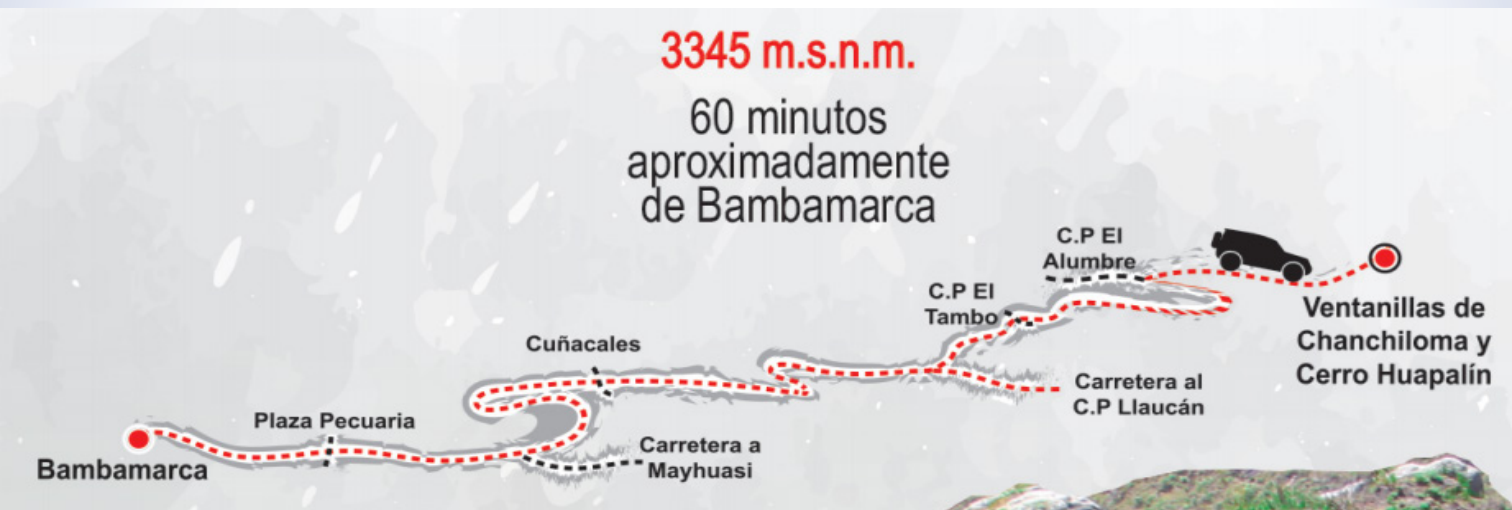 3345 m.s.n.m.
60 minutos
aproximadamente
de Bambamarca
C.P El
Alumbre
C.P El
Tambo
Ventanillas de
Chanchiloma y
Cerro Huapalín
Cuñacales
Carretera al
C.P Llaucán
Plaza Pecuaria
Carretera a
Mayhuasi
Bambamarca